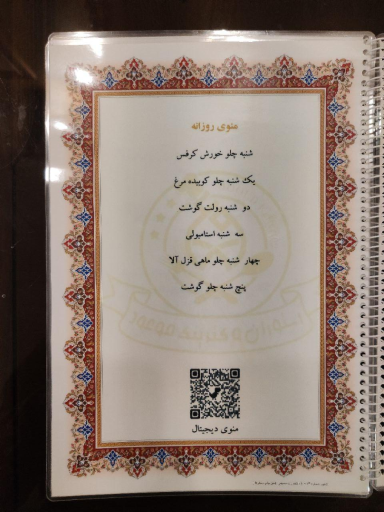 منوی روزانه
شنبه چلو خورش کرفس
یک شنبه چلو کوبیده مرغ
دو شنبه رولت گوشت
سه شنبه استامبولی
چهار شنبه چلو ماهی قزل آلا
پنج شنبه چلو گوشت
منوی دیجیتال